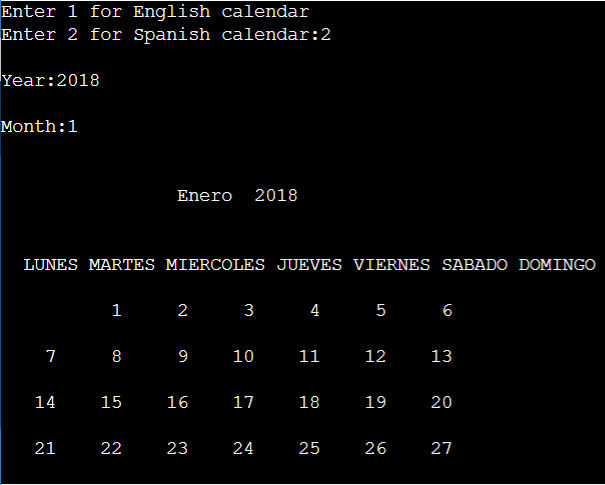 Enter 1 for English calendar
Enter 2 for Spanish calendar:2
Year:2018
Month:1
Enero  2018
LUNES MARTES MIERCOLES JUEVES VIERNES SABADO DOMINGO
1 2 3 4 5 6
7 8 9 10 11 12 13
14 15 16 17 18 19 20
21 22 23 24 25 26 27